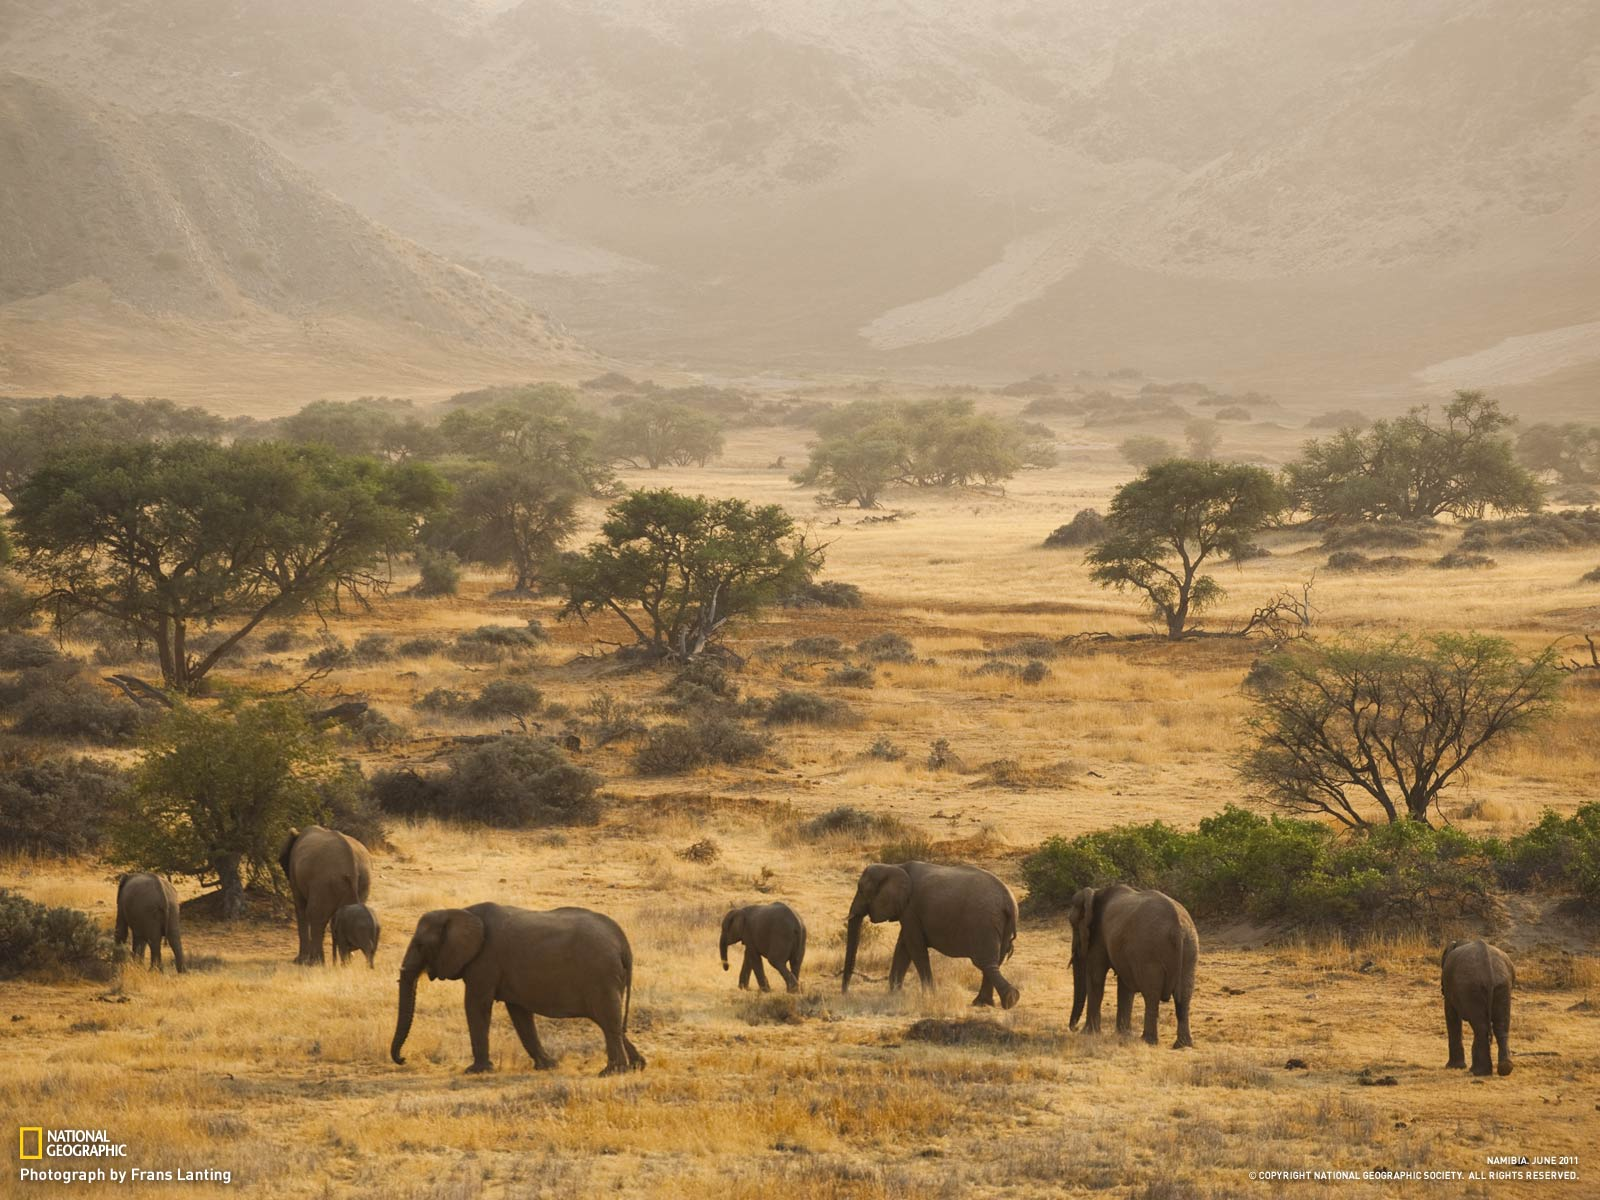 NATIONAL
GEOGRAPHIC
Photograph by Frans Lanting
NAMIBIA. JUNE 2011
© COPYRIGHT NATIONAL GEOGRAPHIC SOCIETY. ALL RIGHTS RESERVED.